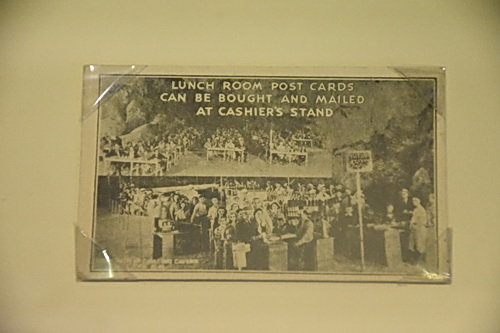 LUNCH ROOM POST CARDS
CAN BE BOUGHT AND MAILED
AT CASHIER'S STAND